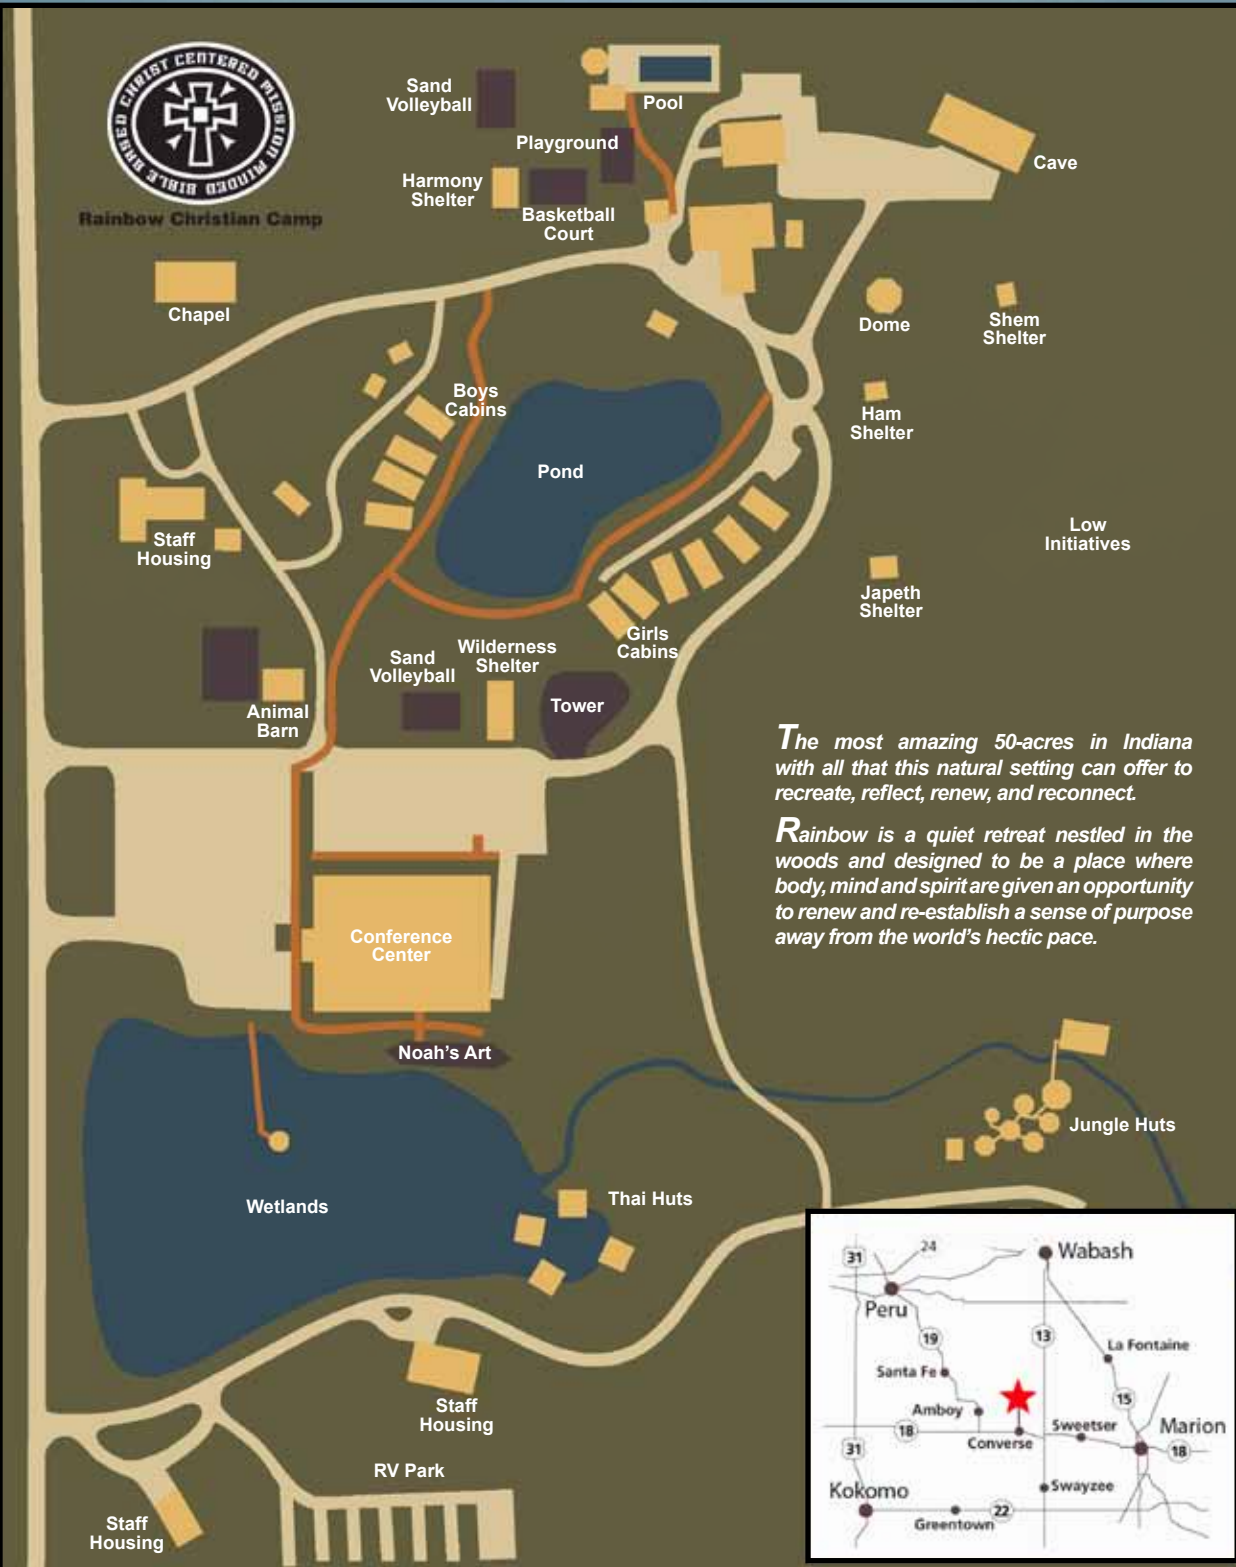 CHRIST CENTERED MISSION MINDED BIBLE BASED
Rainbow Christian Camp
Sand
Volleyball
Pool
Playground
Harmony
Shelter
Basketball
Court
Cave
Chapel
Dome
Shem
Shelter
Boys
Cabins
Ham
Shelter
Pond
Staff
Housing
Low
Initiatives
Japeth
Shelter
Girls
Cabins
Sand
Volleyball
Wilderness
Shelter
Tower
Animal
Barn
The most amazing 50-acres in Indiana
with all that this natural setting can offer to
recreate, reflect, renew, and reconnect.
Rainbow is a quiet retreat nestled in the
woods and designed to be a place where
body, mind and spirit are given an opportunity
to renew and re-establish a sense of purpose
away from the world's hectic pace.
Conference
Center
Noah's Art
Jungle Huts
Wetlands
Thai Huts
Staff
Housing
RV Park
Staff
Housing
31
24
Wabash
Peru
19
13
La Fontaine
Santa Fe
15
Amboy
18
Converse
Sweetser
Marion
18
31
Kokomo
Swayzee
Greentown
22